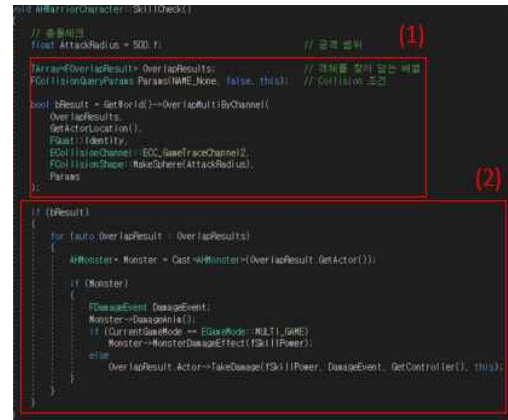 void AHWarriorCharacter::SkillCheck()
{
// 충돌체크
float AttackRadius = 500.f; // 공격 범위
(1)
TArray<FOverlapResult> OverlapResults; // 객체를 찾아 담는 배열
FCollisionQueryParams Params(NAME_None, false, this); // Collision 조건
bool bResult = GetWorld()->OverlapMultiByChannel(
OverlapResults,
GetActorLocation(),
FQuat::Identity,
ECollisionChannel::ECC_GameTraceChannel2,
FCollisionShape::MakeSphere(AttackRadius),
Params
);
(2)
if (bResult)
{
for (auto OverlapResult : OverlapResults)
{
AHMonster* Monster = Cast<AHMonster>(OverlapResult.GetActor());
if (Monster)
{
FDamageEvent DamageEvent;
Monster->DamageAnim();
if (CurrentGameMode == EGameMode::MULTI_GAME)
Monster->MonsterDamageEffect(fSkillPower);
else
OverlapResult.Actor->TakeDamage(fSkillPower, DamageEvent, GetController(), this);
}
}
}
}